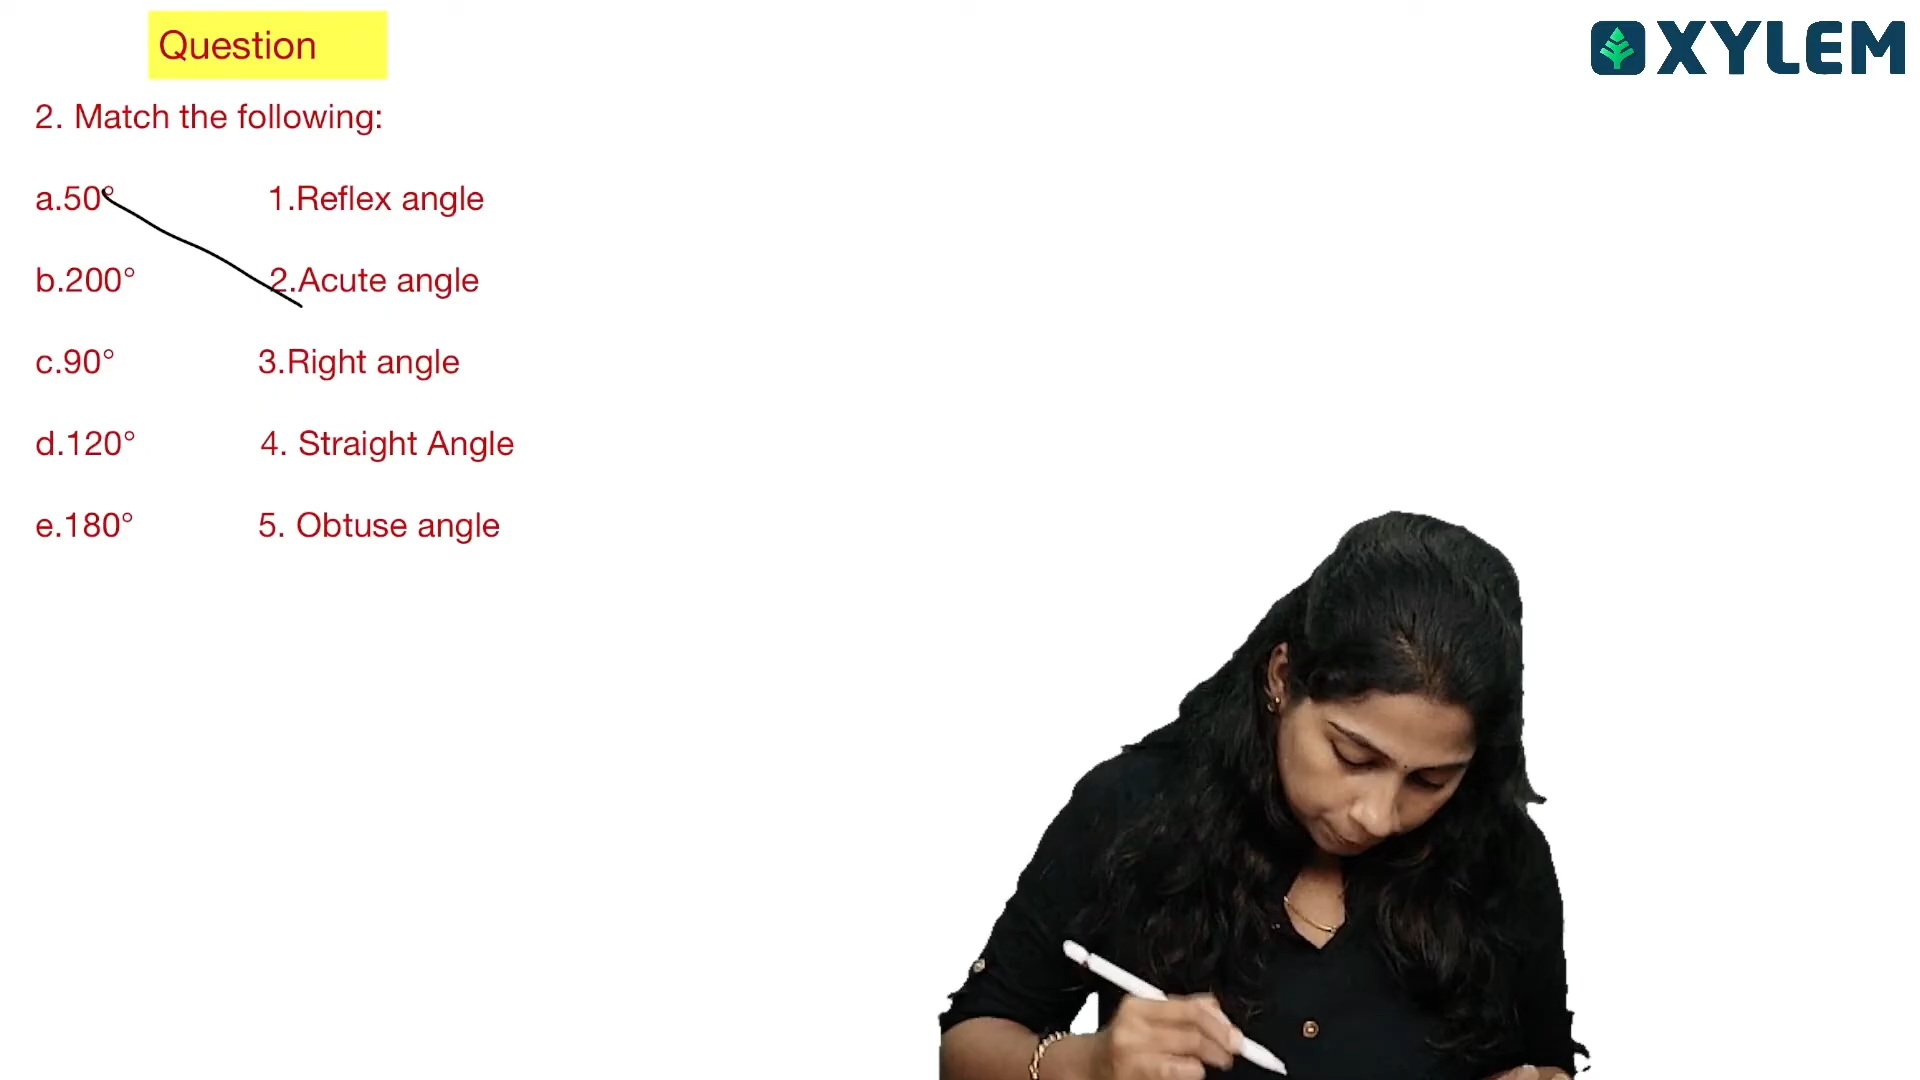 Question
XYLEM
2. Match the following:
a.50° 1.Reflex angle
b.200° 2.Acute angle
c.90° 3.Right angle
d.120° 4. Straight Angle
e.180° 5. Obtuse angle